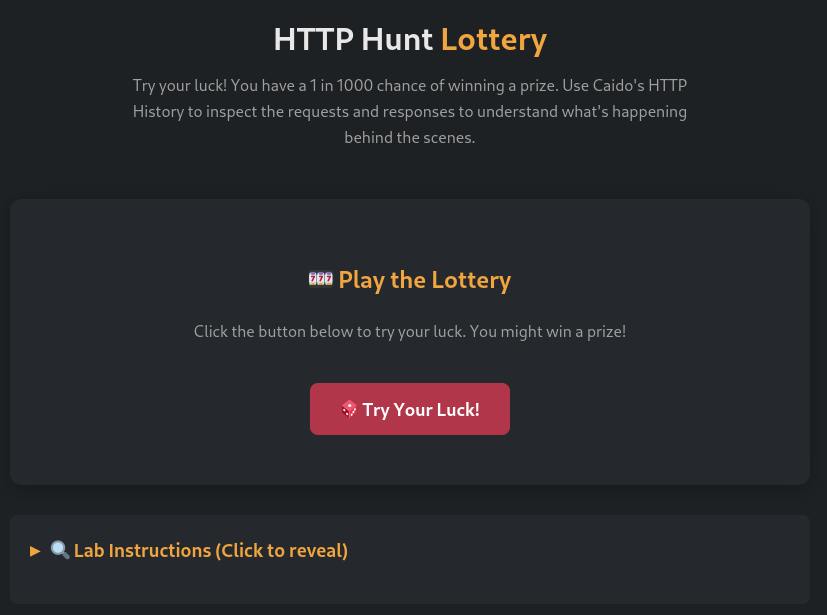 HTTP Hunt Lottery
Try your luck! You have a 1 in 1000 chance of winning a prize. Use Caido's HTTP
History to inspect the requests and responses to understand what's happening
behind the scenes.
🎰 Play the Lottery
Click the button below to try your luck. You might win a prize!
🎲 Try Your Luck!
▶ 🔍 Lab Instructions (Click to reveal)